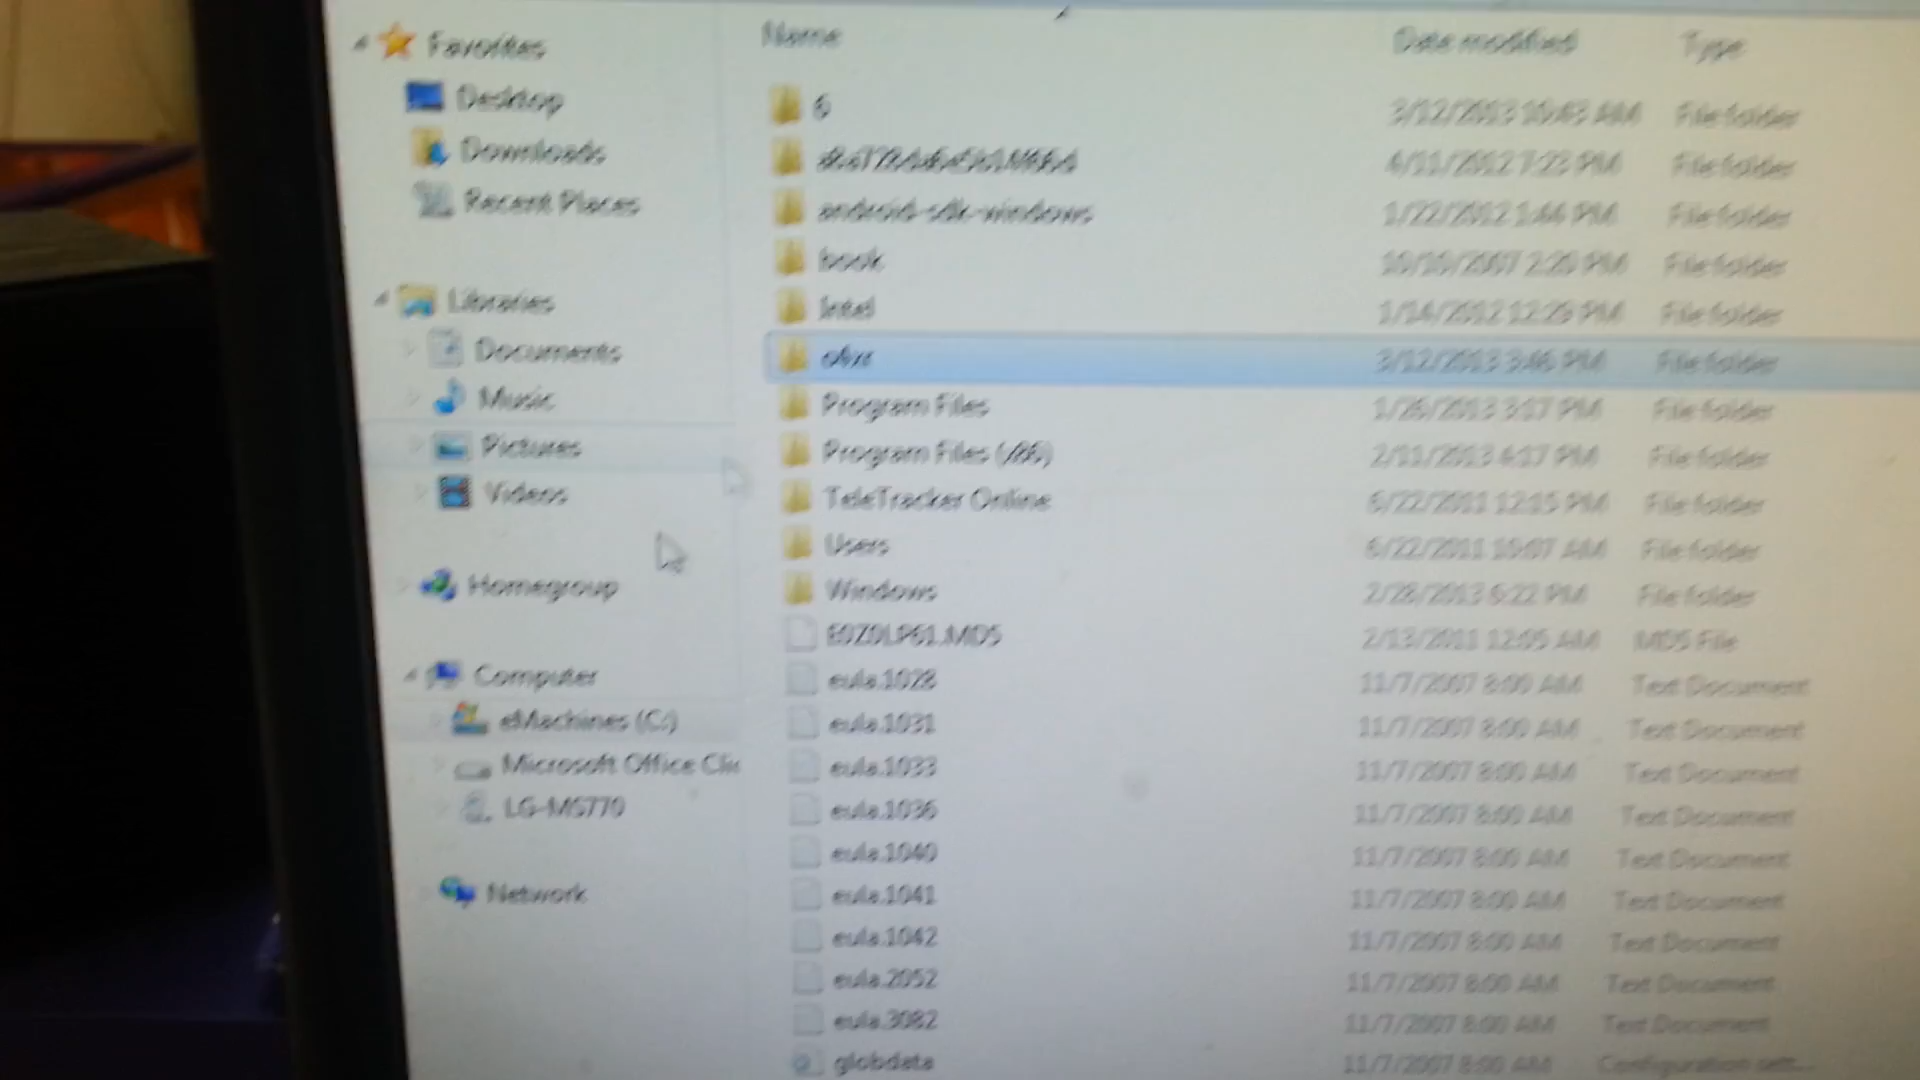 Favorites
Desktop
Downloads
Recent Places
Libraries
Documents
Music
Pictures
Videos
Homegroup
Computer
eMachines (C:)
Microsoft Office Clic
LG-MS770
Network
Name Date modified Type
6 3/12/2013 10:43 AM File folder
4/11/2012 7:23 PM File folder
android-sdk-windows 1/22/2012 1:44 PM File folder
book 10/10/2007 2:20 PM File folder
Intel 1/14/2012 12:29 PM File folder
3/12/2013 3:46 PM File folder
Program Files 1/26/2013 3:17 PM File folder
Program Files (x86) 2/11/2013 4:17 PM File folder
TeleTracker Online 6/22/2011 12:15 PM File folder
Users 6/22/2011 10:07 AM File folder
Windows 2/28/2013 6:22 PM File folder
2/13/2011 12:05 AM MD5 File
eula.1028 11/7/2007 8:00 AM Text Document
eula.1031 11/7/2007 8:00 AM Text Document
eula.1033 11/7/2007 8:00 AM Text Document
eula.1036 11/7/2007 8:00 AM Text Document
eula.1040 11/7/2007 8:00 AM Text Document
eula.1041 11/7/2007 8:00 AM Text Document
eula.1042 11/7/2007 8:00 AM Text Document
eula.2052 11/7/2007 8:00 AM Text Document
eula.3082 11/7/2007 8:00 AM Text Document
globdata 11/7/2007 8:00 AM Configuration sett...